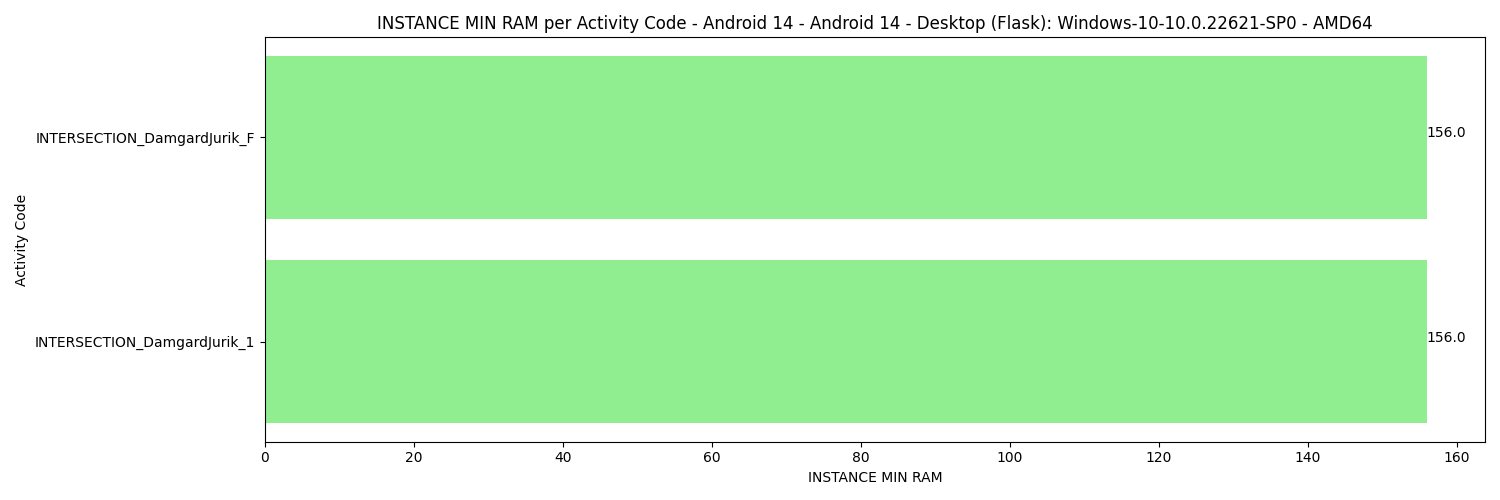 INSTANCE MIN RAM per Activity Code - Android 14 - Android 14 - Desktop (Flask): Windows-10-10.0.22621-SP0 - AMD64
Activity Code
INTERSECTION_DamgardJurik_F
156.0
INTERSECTION_DamgardJurik_1
156.0
0 20 40 60 80 100 120 140 160
INSTANCE MIN RAM